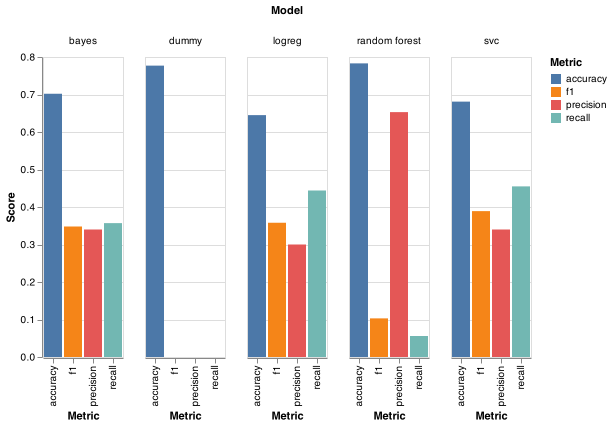 Model
bayes dummy logreg random forest svc
Score
0.8
0.7
0.6
0.5
0.4
0.3
0.2
0.1
0.0
accuracy f1 precision recall accuracy f1 precision recall accuracy f1 precision recall accuracy f1 precision recall accuracy f1 precision recall
Metric Metric Metric Metric Metric
Metric
accuracy
f1
precision
recall